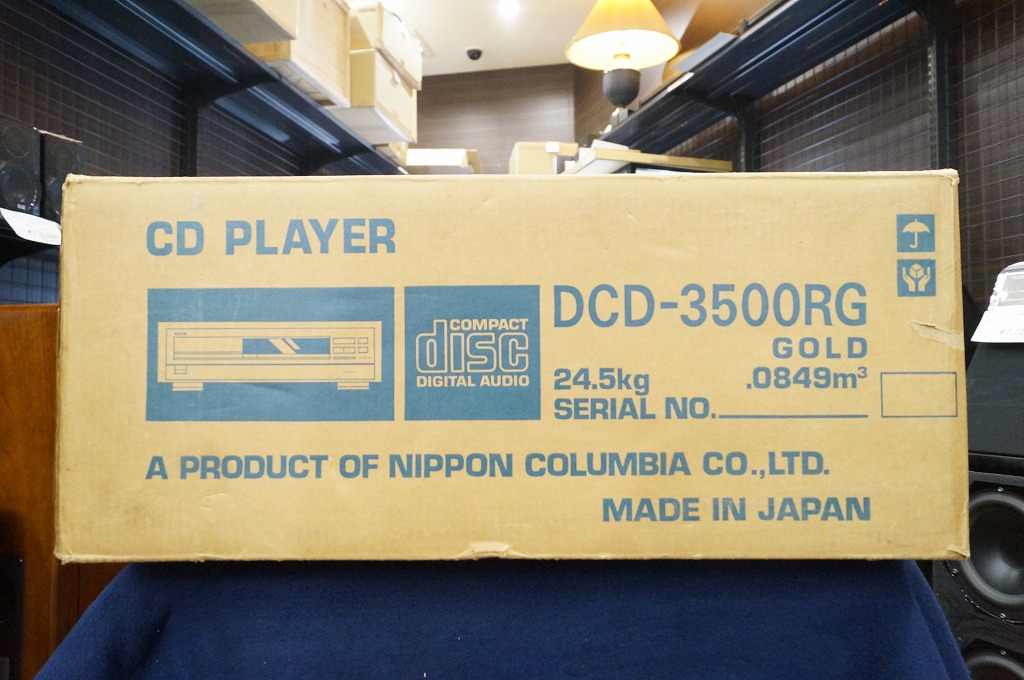 CD PLAYER
COMPACT
disc
DIGITAL AUDIO
DCD-3500RG
GOLD
24.5kg .0849m³
SERIAL NO.
A PRODUCT OF NIPPON COLUMBIA CO.,LTD.
MADE IN JAPAN